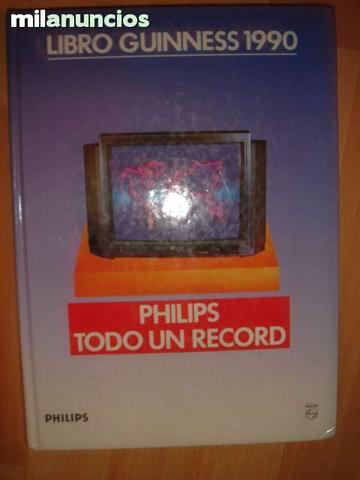 milanuncios
LIBRO GUINNESS 1990
PHILIPS
TODO UN RECORD
PHILIPS